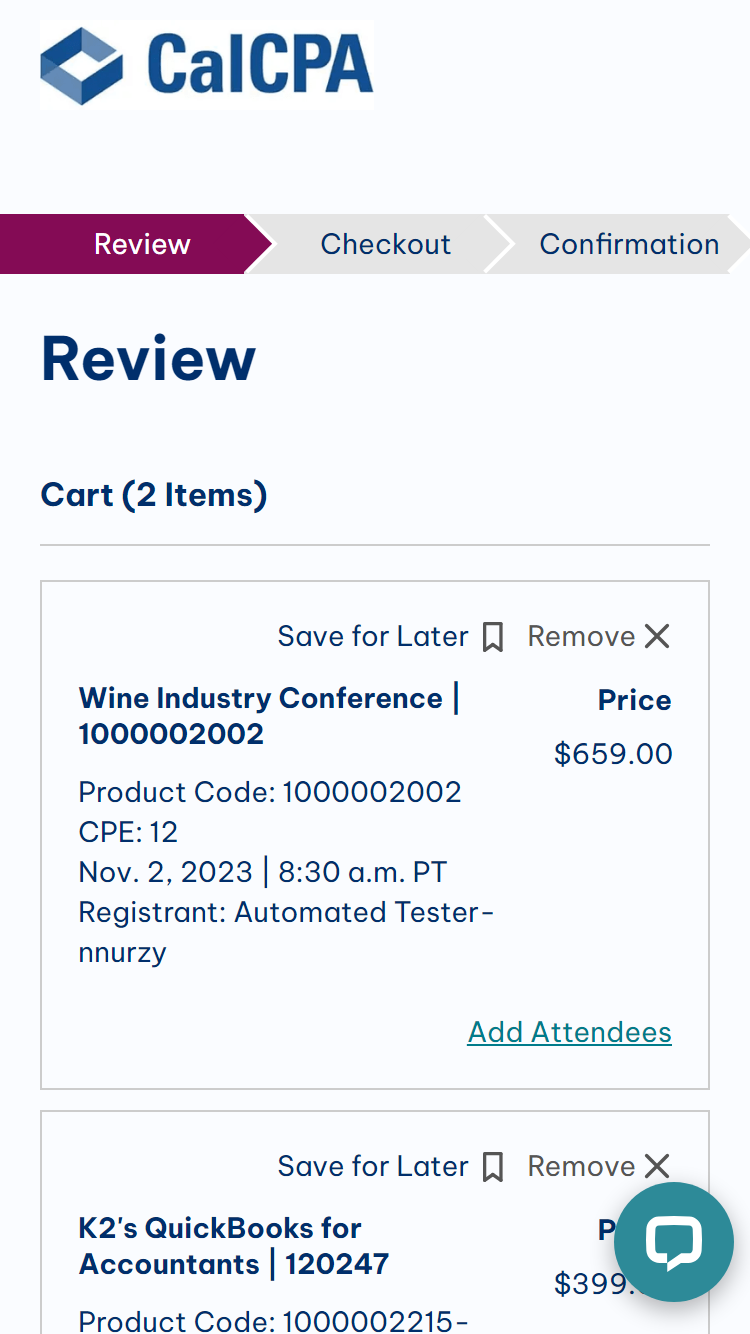 CalCPA
Review
Checkout
Confirmation
Review
Cart (2 Items)
Save for Later
Remove
Wine Industry Conference |
1000002002
Price
$659.00
Product Code: 1000002002
CPE: 12
Nov. 2, 2023 | 8:30 a.m. PT
Registrant: Automated Tester-
nnurzy
Add Attendees
Save for Later
Remove
K2's QuickBooks for
Accountants | 120247
$399.
Product Code: 1000002215-